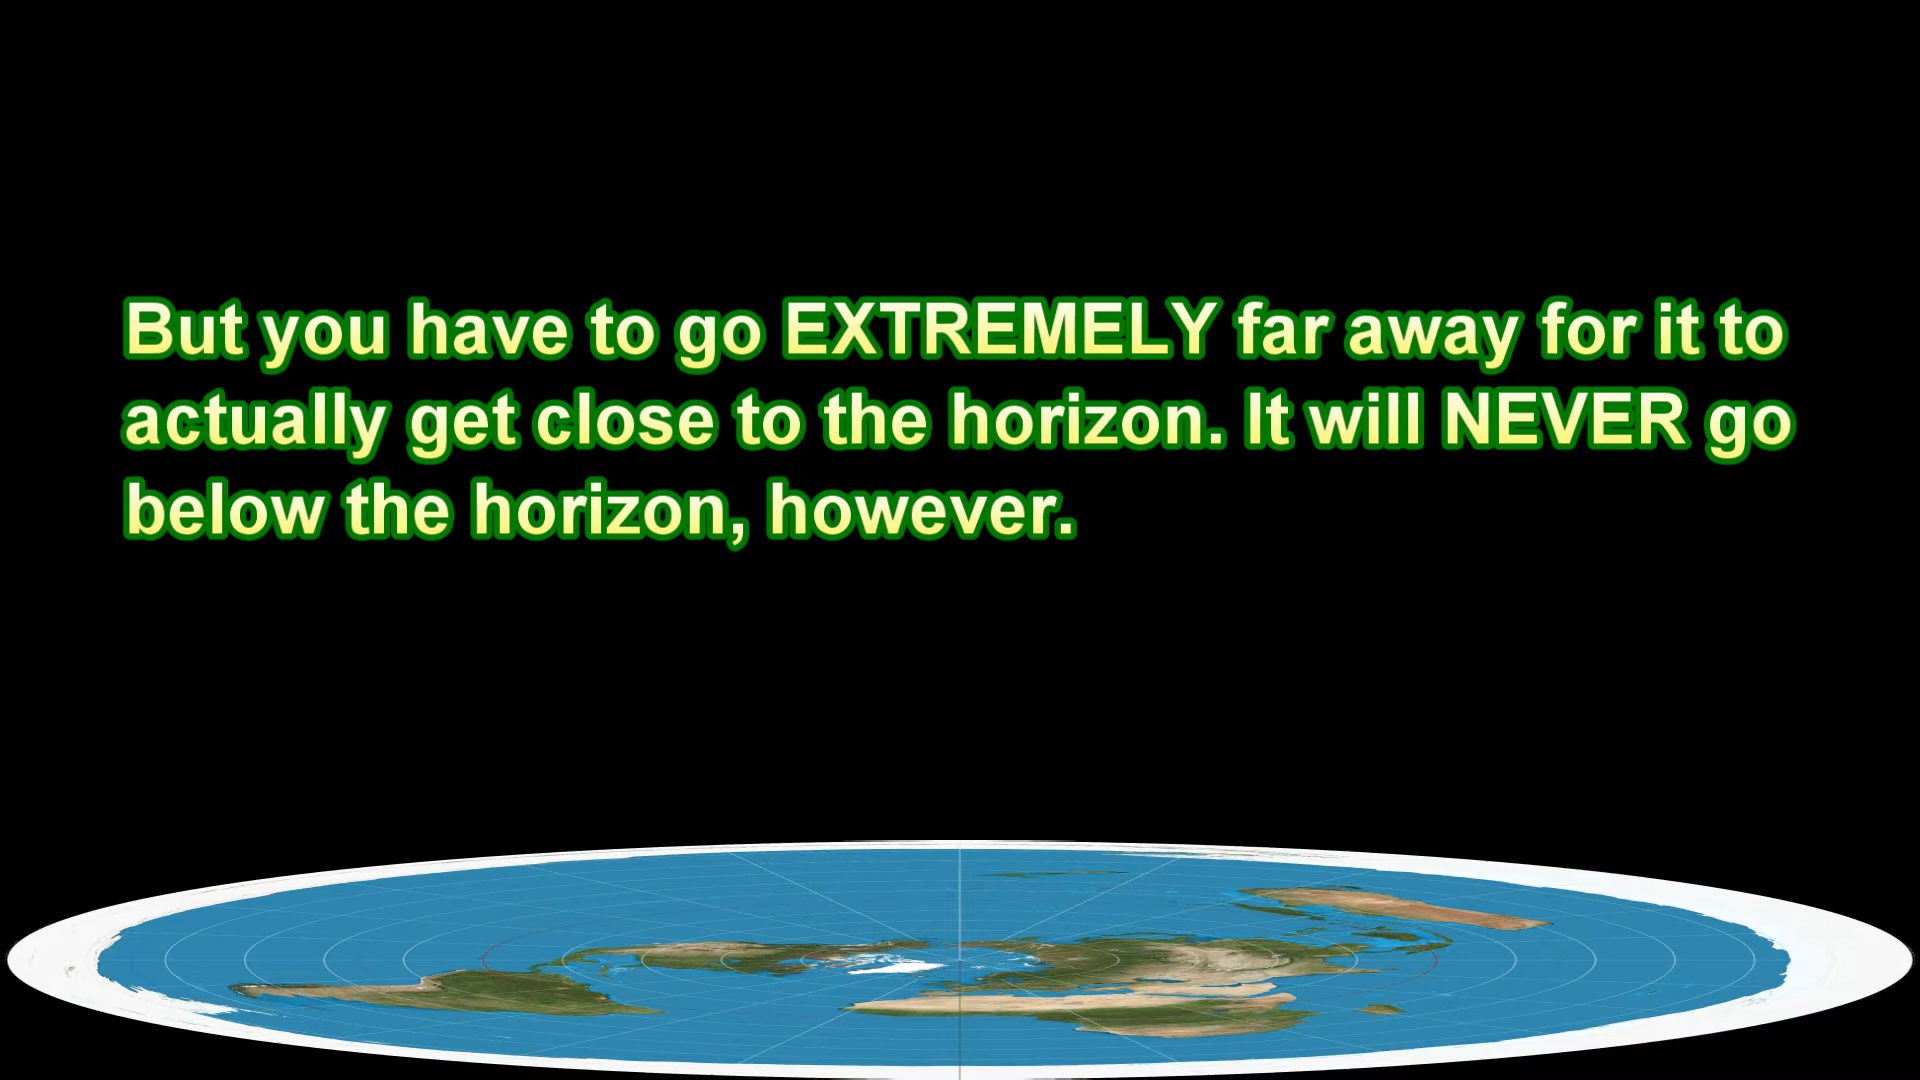 But you have to go EXTREMELY far away for it to
actually get close to the horizon. It will NEVER go
below the horizon, however.